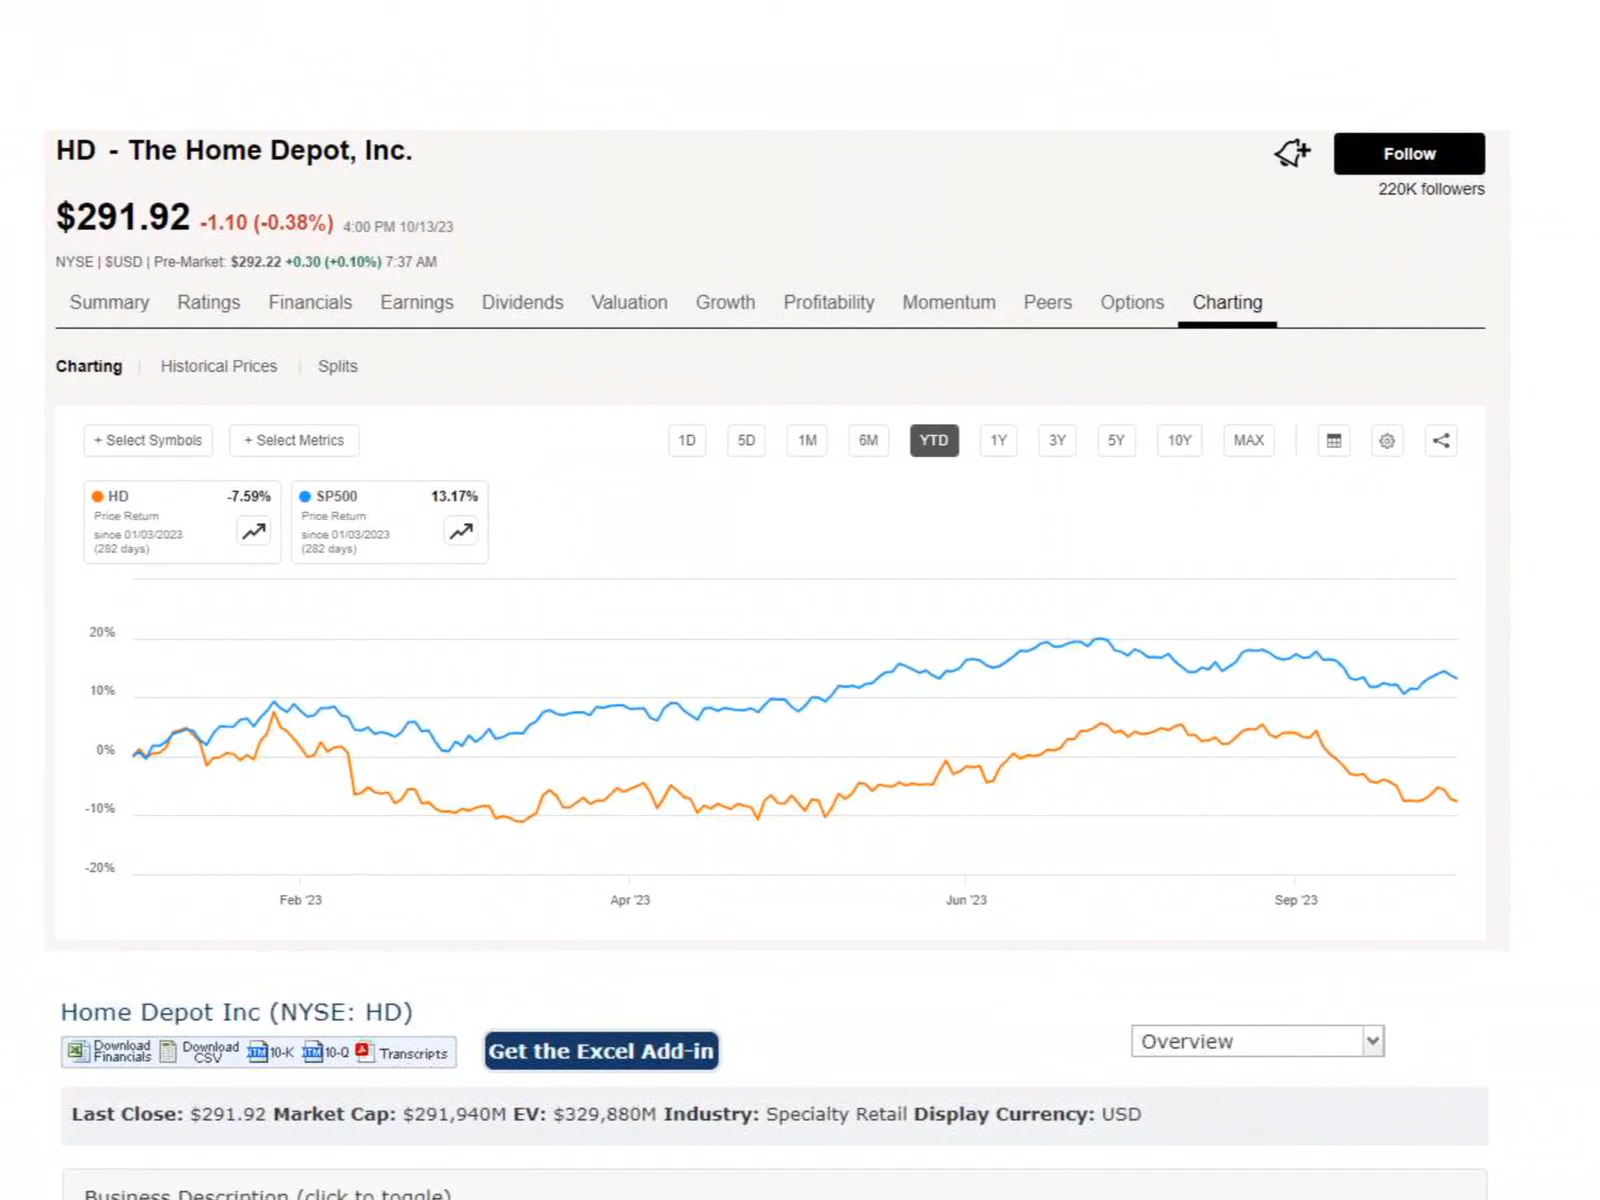 HD - The Home Depot, Inc.
Follow
220K followers
$291.92 -1.10 (-0.38%) 4:00 PM 10/13/23
NYSE | $USD | Pre-Market: $292.22 +0.30 (+0.10%) 7:37 AM
Summary Ratings Financials Earnings Dividends Valuation Growth Profitability Momentum Peers Options Charting
Charting | Historical Prices | Splits
+ Select Symbols + Select Metrics 1D 5D 1M 6M YTD 1Y 3Y 5Y 10Y MAX
HD -7.59% SP500 13.17%
Price Return Price Return
since 01/03/2023 since 01/03/2023
(282 days) (282 days)
20%
10%
0%
-10%
-20%
Feb '23 Apr '23 Jun '23 Sep '23
Home Depot Inc (NYSE: HD)
Download Financials Download CSV 10-K 10-Q Transcripts Get the Excel Add-in Overview
Last Close: $291.92 Market Cap: $291,940M EV: $329,880M Industry: Specialty Retail Display Currency: USD
Business Description (click to toggle)